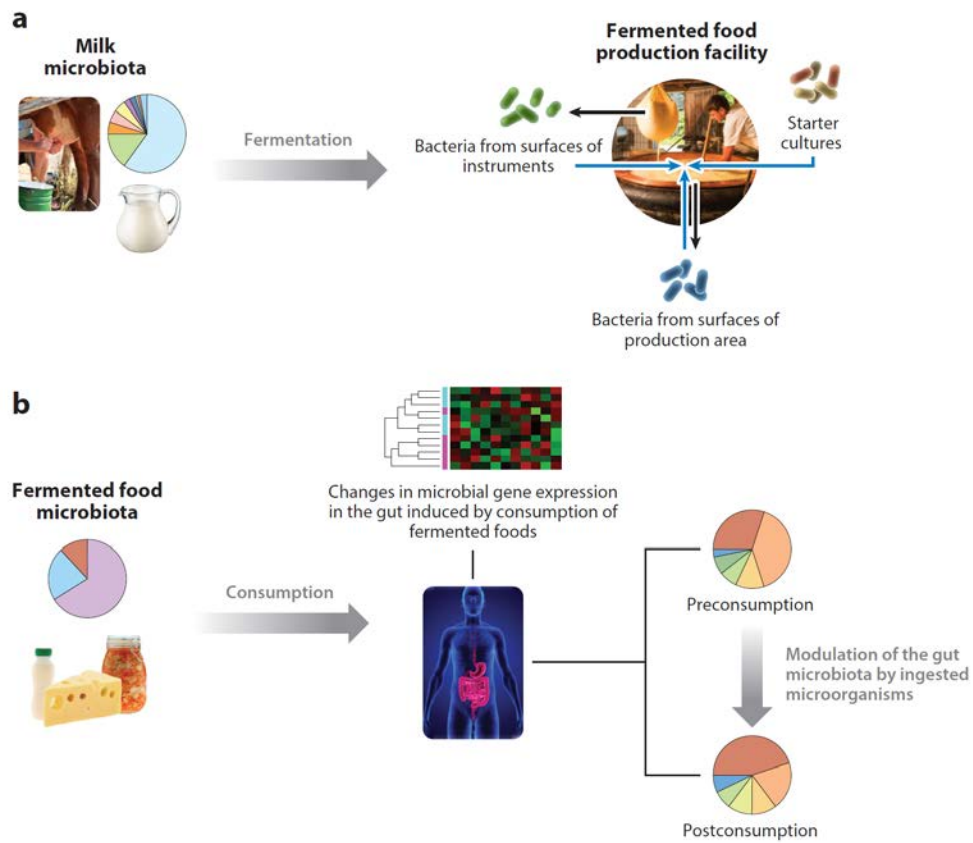 a
Milk
microbiota
Fermentation
Fermented food
production facility
Bacteria from surfaces of
instruments
Starter
cultures
Bacteria from surfaces of
production area
b
Fermented food
microbiota
Consumption
Changes in microbial gene expression
in the gut induced by consumption of
fermented foods
Preconsumption
Modulation of the gut
microbiota by ingested
microorganisms
Postconsumption